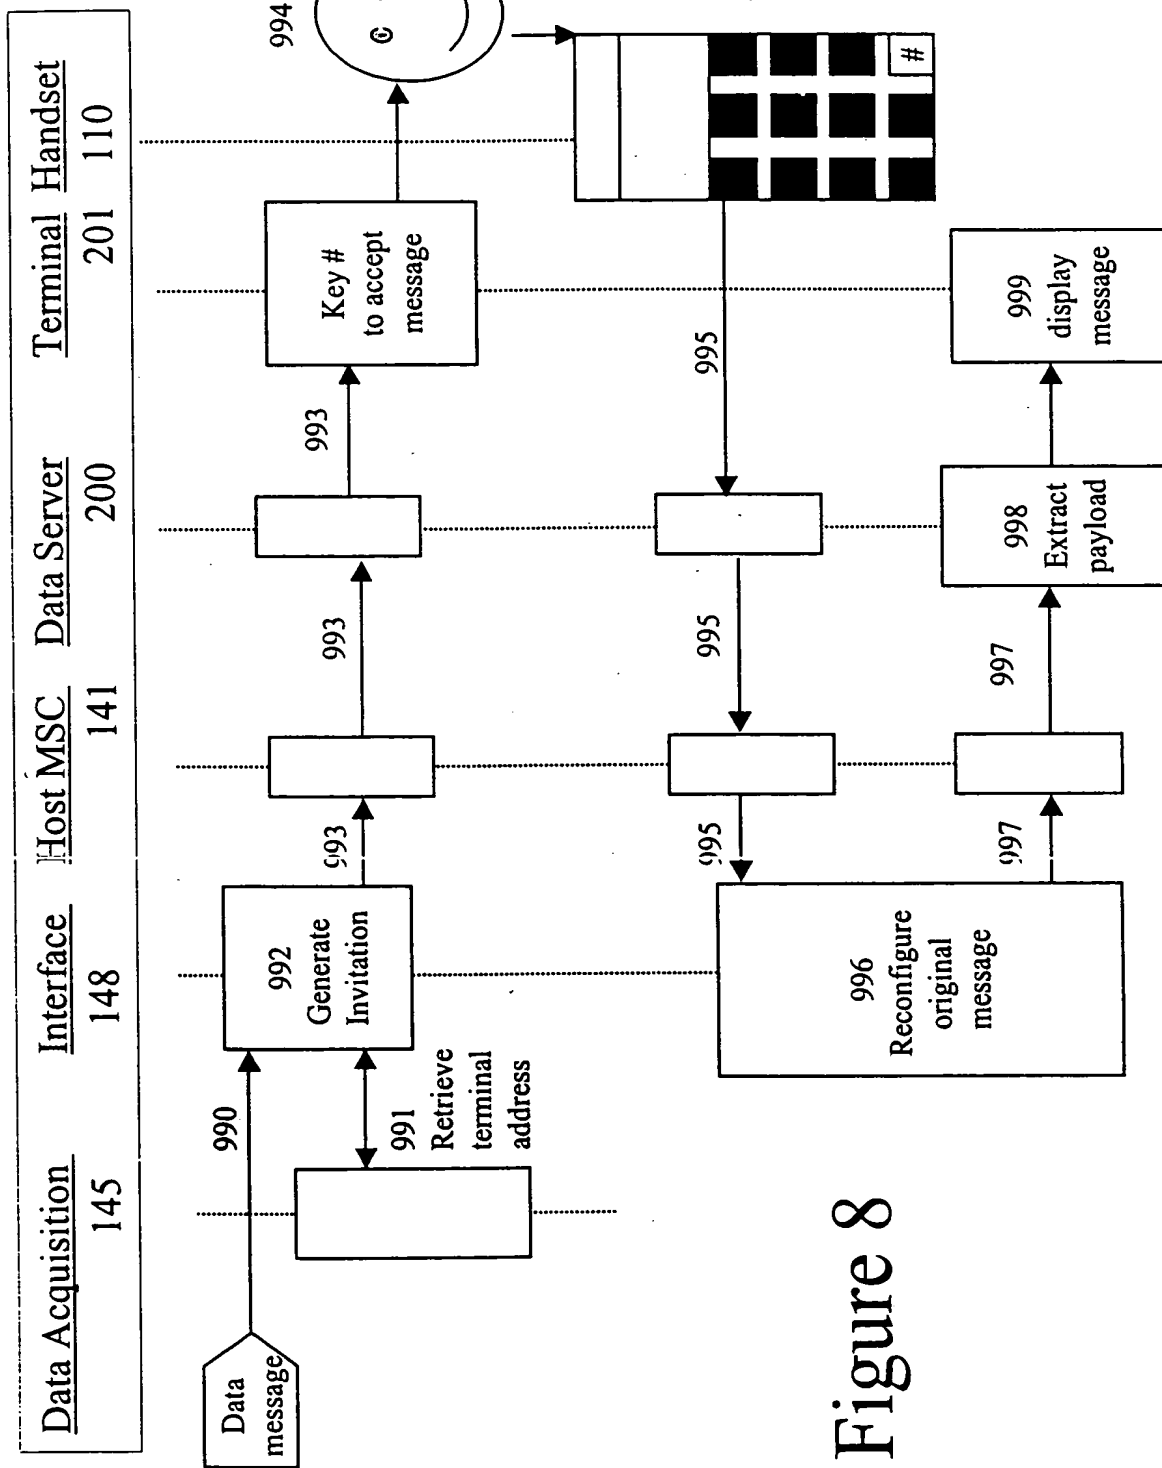 Data Acquisition Interface Host MSC Data Server Terminal Handset
145 148 141 200 201 110
Data
message
990
991
Retrieve
terminal
address
992
Generate
Invitation
993
993
993
Key #
to accept
message
994
#
995
995
995
996
Reconfigure
original
message
997
997
998
Extract
payload
999
display
message
Figure 8